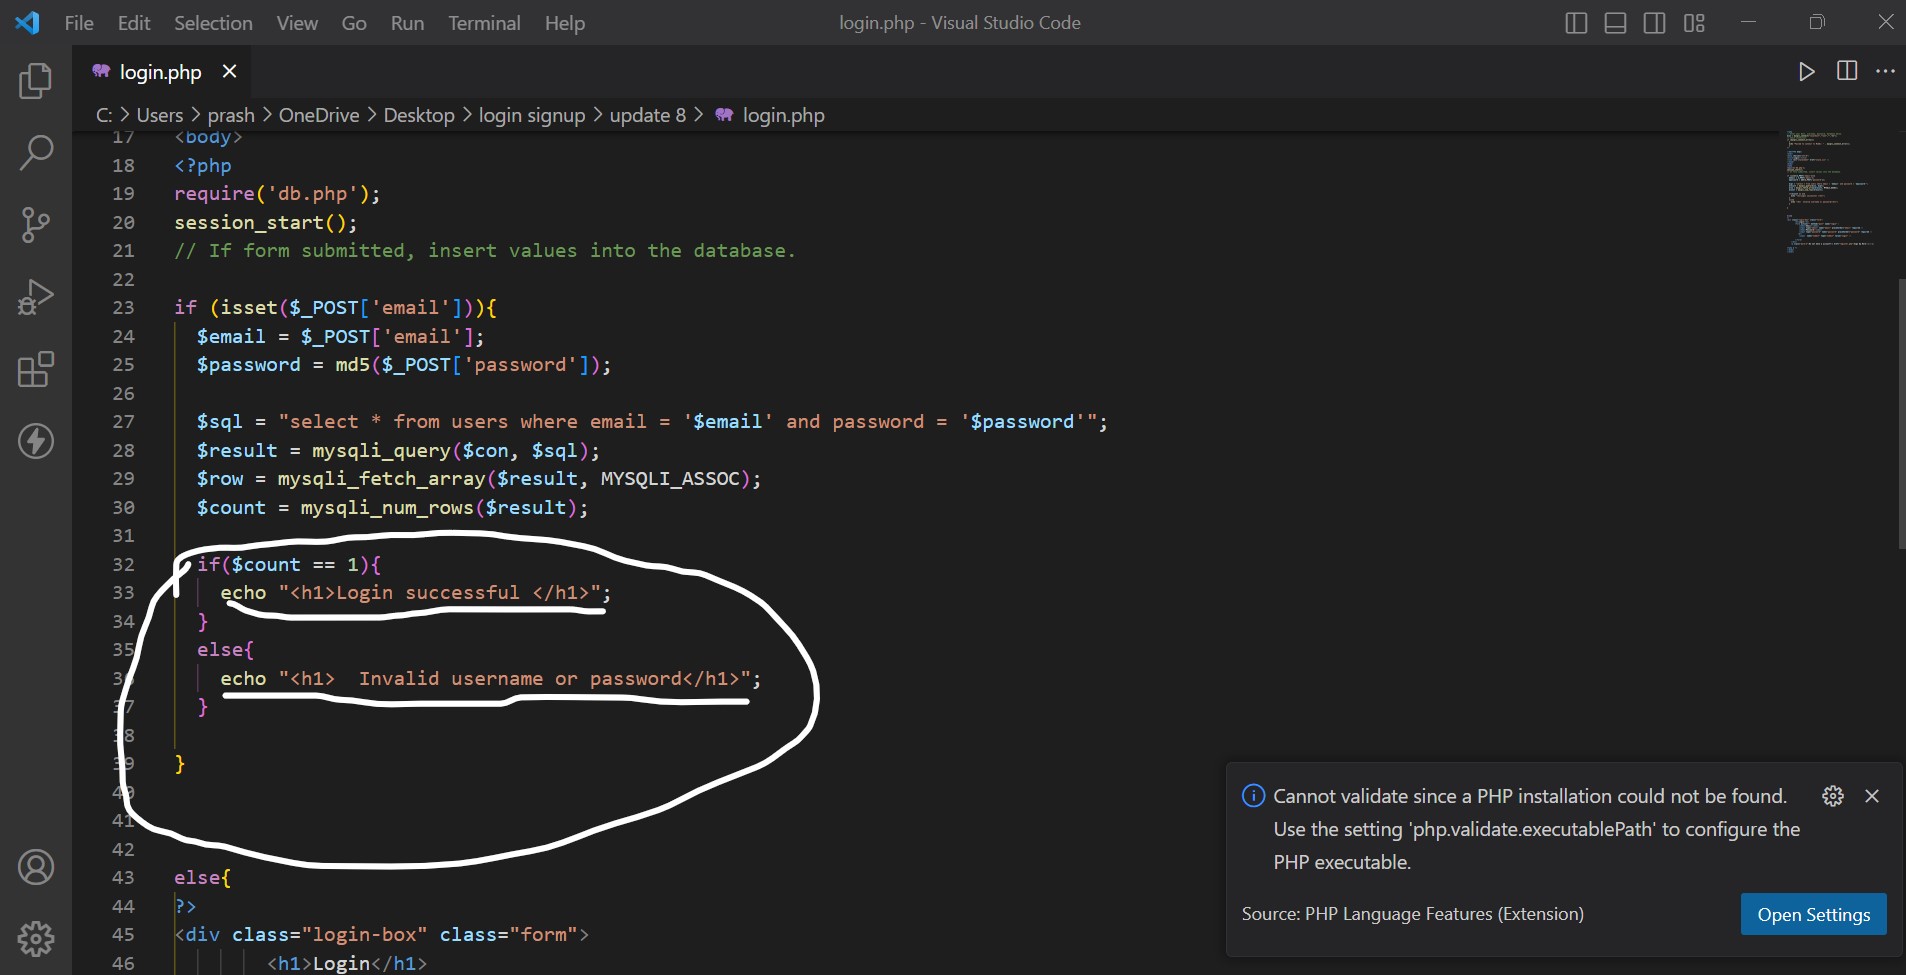 File Edit Selection View Go Run Terminal Help login.php - Visual Studio Code
login.php
C: > Users > prash > OneDrive > Desktop > login signup > update 8 > login.php
17 <body>
18 <?php
19 require('db.php');
20 session_start();
21 // If form submitted, insert values into the database.
22
23 if (isset($_POST['email'])){
24 $email = $_POST['email'];
25 $password = md5($_POST['password']);
26
27 $sql = "select * from users where email = '$email' and password = '$password'";
28 $result = mysqli_query($con, $sql);
29 $row = mysqli_fetch_array($result, MYSQLI_ASSOC);
30 $count = mysqli_num_rows($result);
31
32 if($count == 1){
33 echo "<h1>Login successful </h1>";
34 }
35 else{
36 echo "<h1>  Invalid username or password</h1>";
37 }
38
39 }
40
41
42
43 else{
44 ?>
45 <div class="login-box" class="form">
46 <h1>Login</h1>
Cannot validate since a PHP installation could not be found.
Use the setting 'php.validate.executablePath' to configure the
PHP executable.
Source: PHP Language Features (Extension)
Open Settings